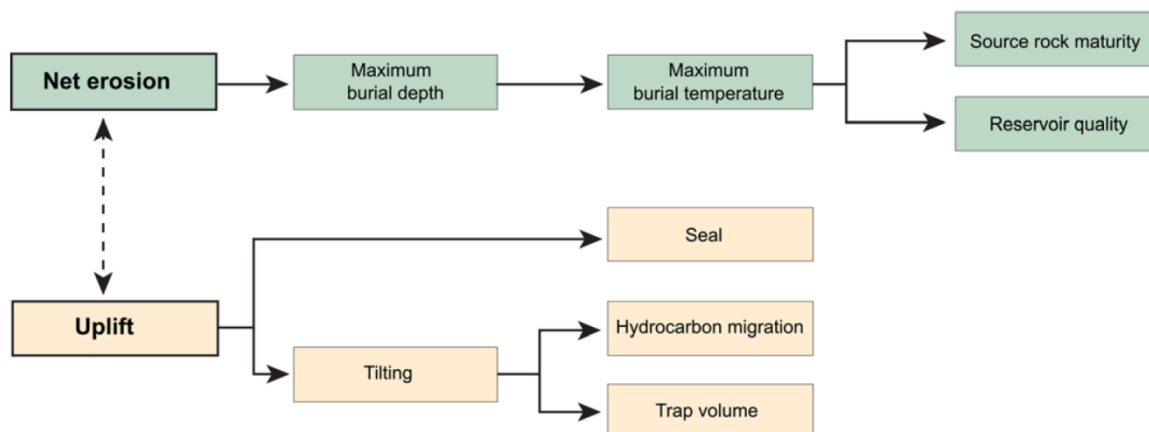 Net erosion
Maximum
burial depth
Maximum
burial temperature
Source rock maturity
Reservoir quality
Uplift
Seal
Tilting
Hydrocarbon migration
Trap volume